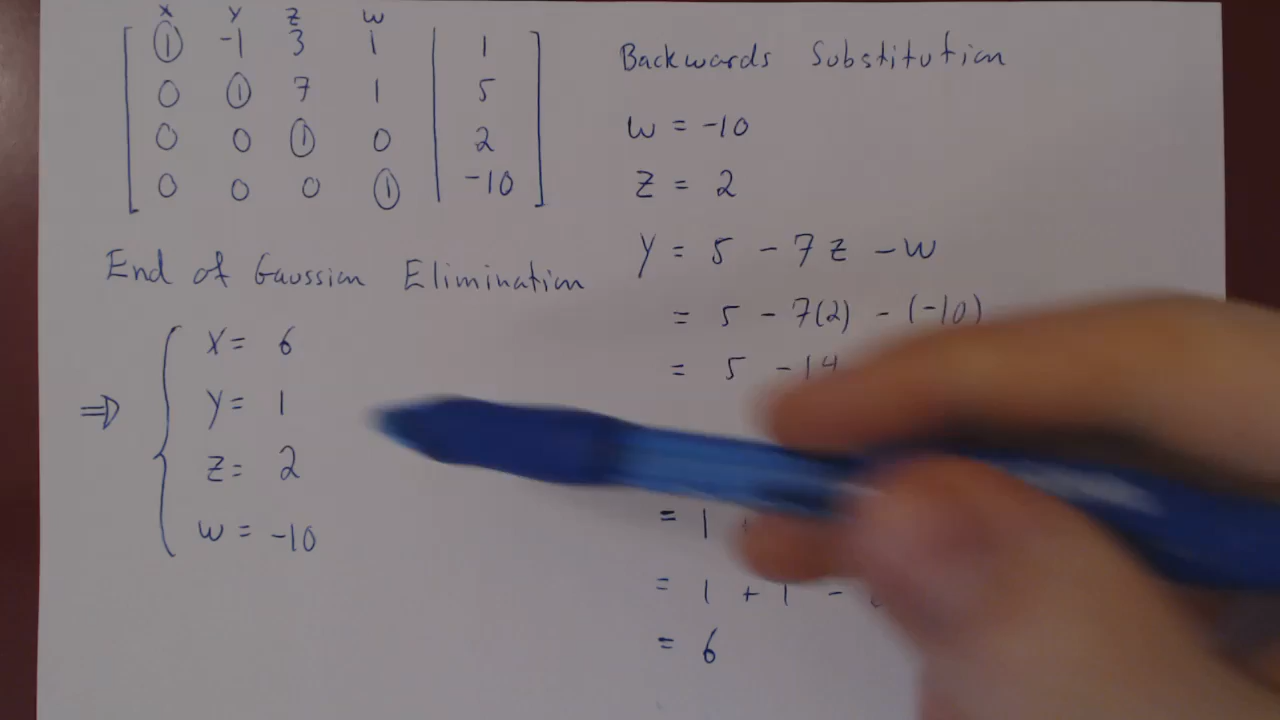 X Y Z W
1 -1 3 1 | 1
0 1 7 1 | 5
0 0 1 0 | 2
0 0 0 1 | -10
End of Gaussian Elimination
⇒ { X = 6
Y = 1
Z = 2
W = -10
Backwards Substitution
W = -10
Z = 2
Y = 5 - 7z - w
= 5 - 7(2) - (-10)
= 5 - 14
= 1
= 1 + 1 -
= 6